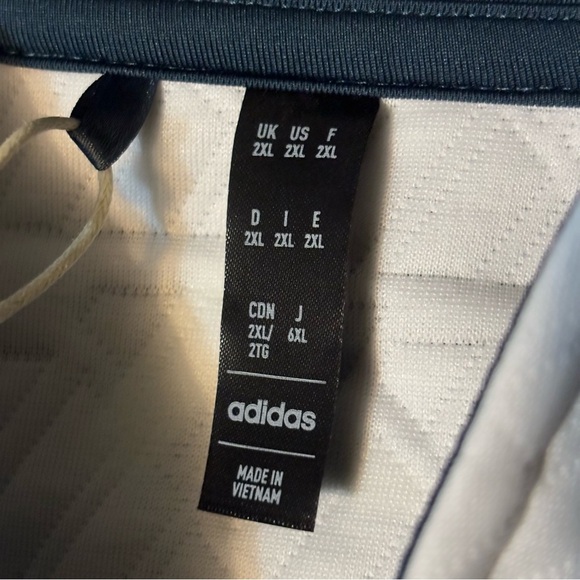 UK US F
2XL 2XL 2XL
D I E
2XL 2XL 2XL
CDN J
2XL/ 6XL
2TG
adidas
MADE IN
VIETNAM